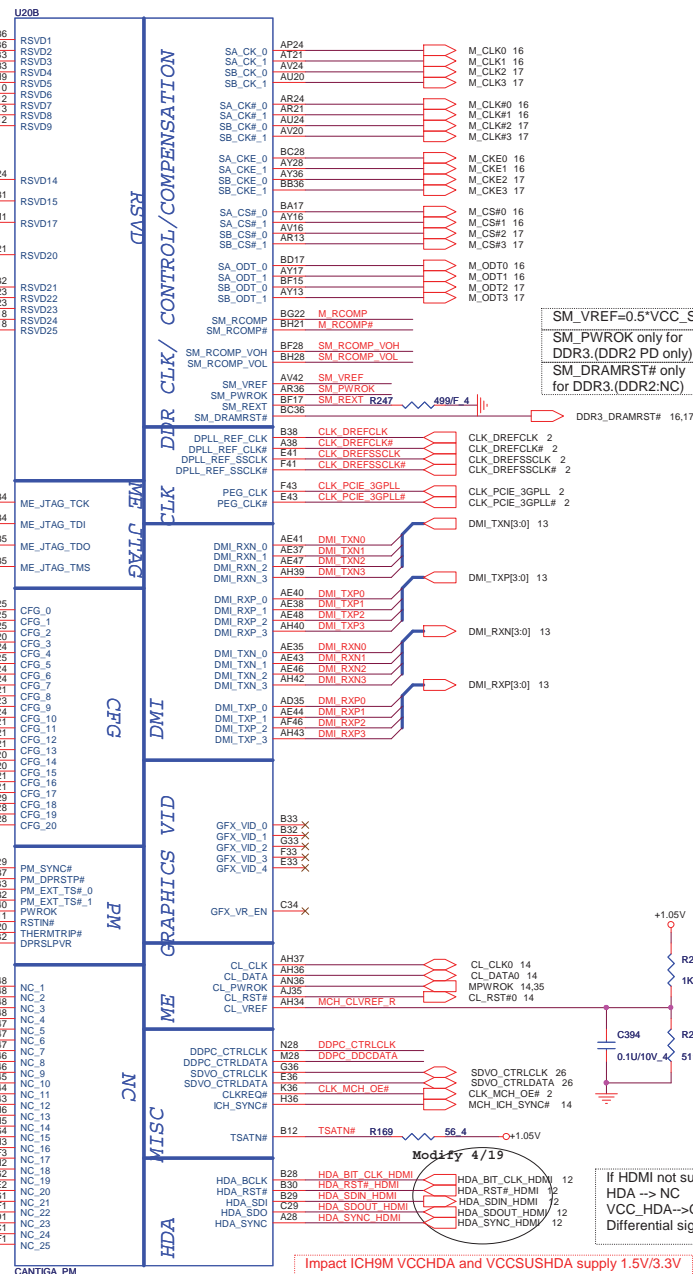 U20B
RSVD1
RSVD2
RSVD3
RSVD4
RSVD5
RSVD6
RSVD7
RSVD8
RSVD9
RSVD14
RSVD15
RSVD17
RSVD20
RSVD21
RSVD22
RSVD23
RSVD24
RSVD25
RSVD
ME_JTAG_TCK
ME_JTAG_TDI
ME_JTAG_TDO
ME_JTAG_TMS
ME JTAG
CFG_0
CFG_1
CFG_2
CFG_3
CFG_4
CFG_5
CFG_6
CFG_7
CFG_8
CFG_9
CFG_10
CFG_11
CFG_12
CFG_13
CFG_14
CFG_15
CFG_16
CFG_17
CFG_18
CFG_19
CFG_20
CFG
PM_SYNC#
PM_DPRSTP#
PM_EXT_TS#_0
PM_EXT_TS#_1
PWROK
RSTIN#
THERMTRIP#
DPRSLPVR
PM
NC_1
NC_2
NC_3
NC_4
NC_5
NC_6
NC_7
NC_8
NC_9
NC_10
NC_11
NC_12
NC_13
NC_14
NC_15
NC_16
NC_17
NC_18
NC_19
NC_20
NC_21
NC_22
NC_23
NC_24
NC_25
NC
CANTIGA_PM
DDR CLK/ CONTROL/COMPENSATION
SA_CK_0 AP24 M_CLK0 16
SA_CK_1 AT21 M_CLK1 16
SB_CK_0 AV24 M_CLK2 17
SB_CK_1 AU20 M_CLK3 17
SA_CK#_0 AR24 M_CLK#0 16
SA_CK#_1 AR21 M_CLK#1 16
SB_CK#_0 AU24 M_CLK#2 17
SB_CK#_1 AV20 M_CLK#3 17
SA_CKE_0 BC28 M_CKE0 16
SA_CKE_1 AY28 M_CKE1 16
SB_CKE_0 AY36 M_CKE2 17
SB_CKE_1 BB36 M_CKE3 17
SA_CS#_0 BA17 M_CS#0 16
SA_CS#_1 AY16 M_CS#1 16
SB_CS#_0 AV16 M_CS#2 17
SB_CS#_1 AR13 M_CS#3 17
SA_ODT_0 BD17 M_ODT0 16
SA_ODT_1 AY17 M_ODT1 16
SB_ODT_0 BF15 M_ODT2 17
SB_ODT_1 AY13 M_ODT3 17
SM_RCOMP BG22 M_RCOMP
SM_RCOMP# BH21 M_RCOMP#
SM_RCOMP_VOH BF28 SM_RCOMP_VOH
SM_RCOMP_VOL BH28 SM_RCOMP_VOL
SM_VREF AV42 SM_VREF
SM_PWROK AR36 SM_PWROK
SM_REXT BF17 SM_REXT R247 499/F_4
SM_DRAMRST# BC36 DDR3_DRAMRST# 16,17
SM_VREF=0.5*VCC_S
SM_PWROK only for
DDR3.(DDR2 PD only)
SM_DRAMRST# only
for DDR3.(DDR2:NC)
CLK
DPLL_REF_CLK B38 CLK_DREFCLK CLK_DREFCLK 2
DPLL_REF_CLK# A38 CLK_DREFCLK# CLK_DREFCLK# 2
DPLL_REF_SSCLK E41 CLK_DREFSSCLK CLK_DREFSSCLK 2
DPLL_REF_SSCLK# F41 CLK_DREFSSCLK# CLK_DREFSSCLK# 2
PEG_CLK F43 CLK_PCIE_3GPLL CLK_PCIE_3GPLL 2
PEG_CLK# E43 CLK_PCIE_3GPLL# CLK_PCIE_3GPLL# 2
DMI
DMI_RXN_0 AE41 DMI_TXN0 DMI_TXN[3:0] 13
DMI_RXN_1 AE37 DMI_TXN1
DMI_RXN_2 AE47 DMI_TXN2
DMI_RXN_3 AH39 DMI_TXN3
DMI_RXP_0 AE40 DMI_TXP0 DMI_TXP[3:0] 13
DMI_RXP_1 AE38 DMI_TXP1
DMI_RXP_2 AE48 DMI_TXP2
DMI_RXP_3 AH40 DMI_TXP3
DMI_TXN_0 AE35 DMI_RXN0 DMI_RXN[3:0] 13
DMI_TXN_1 AE43 DMI_RXN1
DMI_TXN_2 AE46 DMI_RXN2
DMI_TXN_3 AH42 DMI_RXN3
DMI_TXP_0 AD35 DMI_RXP0 DMI_RXP[3:0] 13
DMI_TXP_1 AE44 DMI_RXP1
DMI_TXP_2 AF46 DMI_RXP2
DMI_TXP_3 AH43 DMI_RXP3
GRAPHICS VID
GFX_VID_0 B33
GFX_VID_1 B32
GFX_VID_2 G33
GFX_VID_3 F33
GFX_VID_4 E33
GFX_VR_EN C34
ME
CL_CLK AH37 CL_CLK0 14
CL_DATA AH36 CL_DATA0 14
CL_PWROK AN36 MPWROK 14,35
CL_RST# AJ35 CL_RST#0 14
CL_VREF AH34 MCH_CLVREF_R
+1.05V
R2
1K
C394
0.1U/10V_4
R2
51
MISC
DDPC_CTRLCLK N28 DDPC_CTRLCLK
DDPC_CTRLDATA M28 DDPC_DDCDATA
SDVO_CTRLCLK G36 SDVO_CTRLCLK 26
SDVO_CTRLDATA E36 SDVO_CTRLDATA 26
CLKREQ# K36 CLK_MCH_OE# CLK_MCH_OE# 2
ICH_SYNC# H36 MCH_ICH_SYNC# 14
TSATN# B12 TSATN# R169 56_4 +1.05V
Modify 4/19
HDA
HDA_BCLK B28 HDA_BIT_CLK_HDMI HDA_BIT_CLK_HDMI 12
HDA_RST# B30 HDA_RST#_HDMI HDA_RST#_HDMI 12
HDA_SDI B29 HDA_SDIN_HDMI HDA_SDIN_HDMI 12
HDA_SDO C29 HDA_SDOUT_HDMI HDA_SDOUT_HDMI 12
HDA_SYNC A28 HDA_SYNC_HDMI HDA_SYNC_HDMI 12
If HDMI not su
HDA --> NC
VCC_HDA-->
Differential sig
Impact ICH9M VCCHDA and VCCSUSHDA supply 1.5V/3.3V